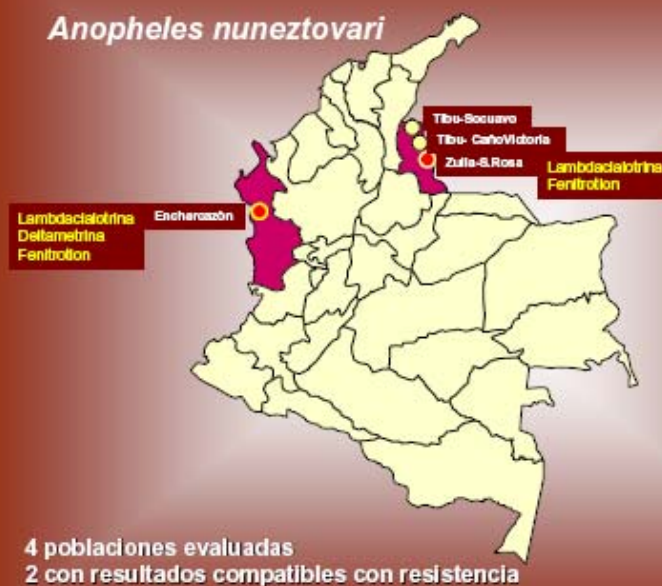 Anopheles nuneztovari
Tibu-Socuavo
Tibu- CañoVictoria
Zulia-S.Rosa
Lambdacialotrina
Fenitrotion
Lambdacialotrina
Deltametrina
Fenitrotion
Encharcazón
4 poblaciones evaluadas
2 con resultados compatibles con resistencia